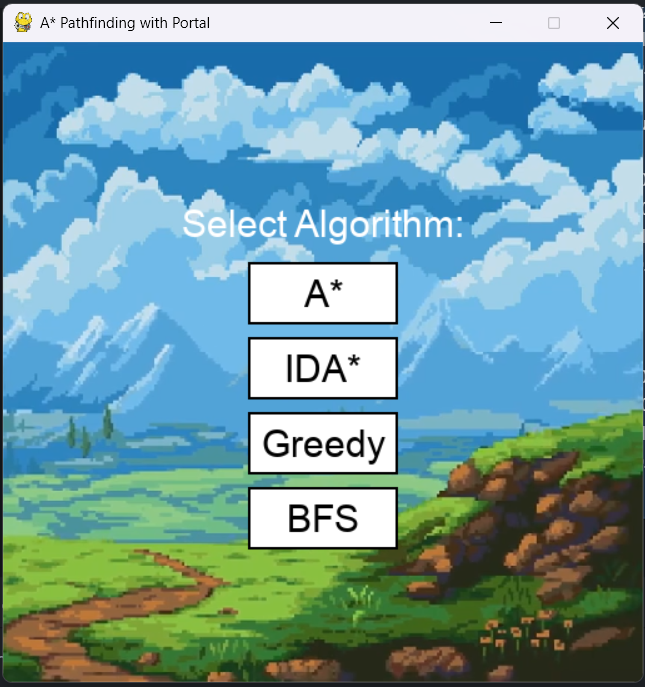 A* Pathfinding with Portal
Select Algorithm:
A*
IDA*
Greedy
BFS